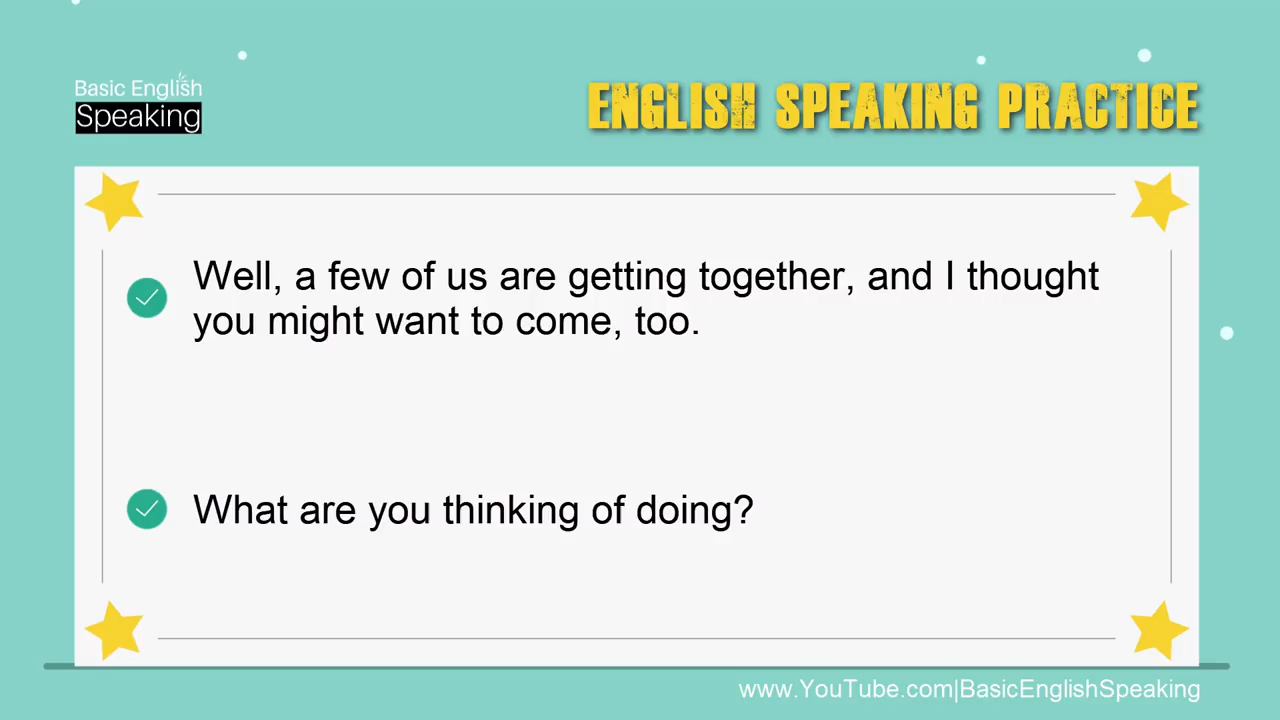 Basic English
Speaking
ENGLISH SPEAKING PRACTICE
Well, a few of us are getting together, and I thought
you might want to come, too.
What are you thinking of doing?
www.YouTube.com|BasicEnglishSpeaking